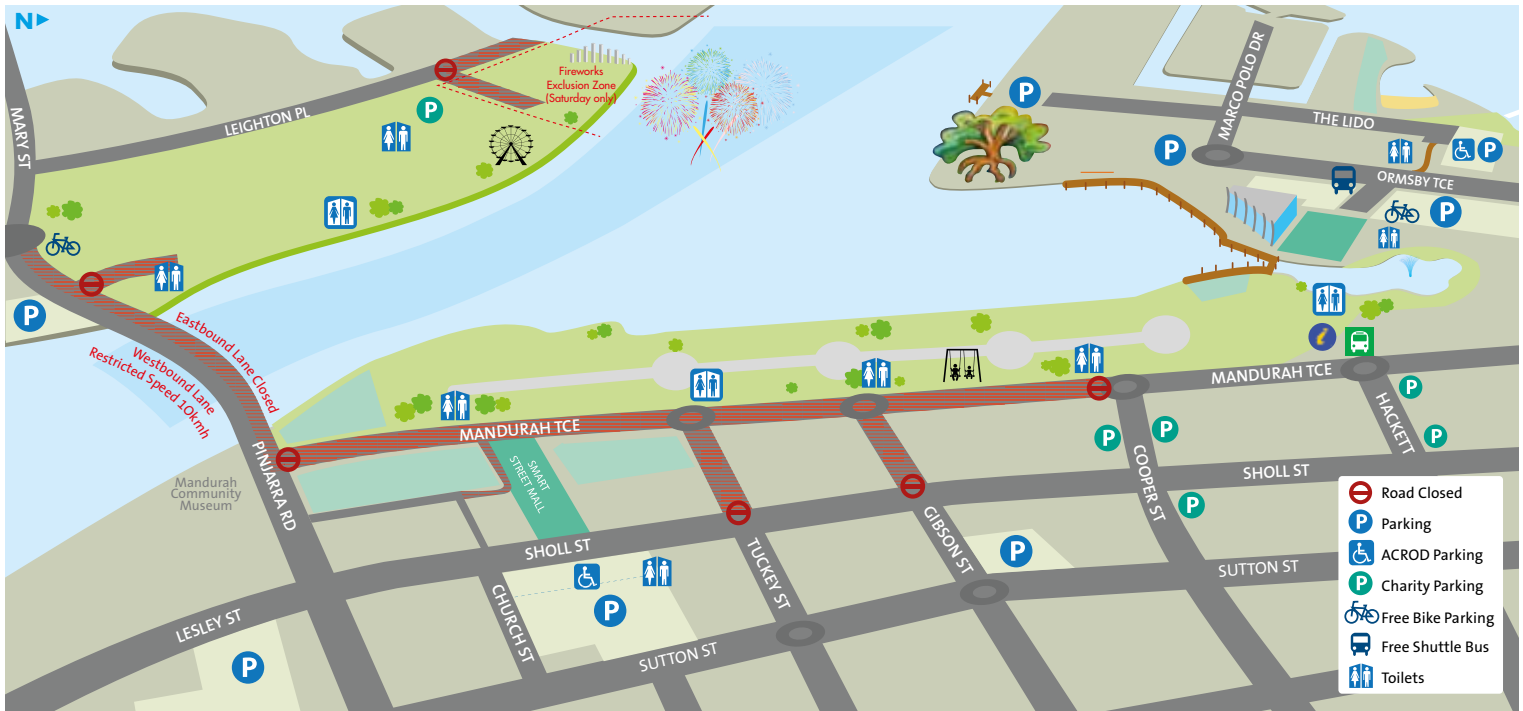 N
MARY ST
LEIGHTON PL
Fireworks
Exclusion Zone
(Saturday only)
P
P
MARCO POLO DR
THE LIDO
P
P
ORMSBY TCE
P
P
Eastbound Lane Closed
Westbound Lane
Restricted Speed 10kmh
i
MANDURAH TCE
MANDURAH TCE
P
P
P
P
HACKETT
PINJARRA RD
Mandurah
Community
Museum
SMART
STREET MALL
COOPER ST
SHOLL ST
P
SHOLL ST
TUCKEY ST
GIBSON ST
P
SUTTON ST
CHURCH ST
P
LESLEY ST
SUTTON ST
P
Road Closed
P Parking
ACROD Parking
P Charity Parking
Free Bike Parking
Free Shuttle Bus
Toilets